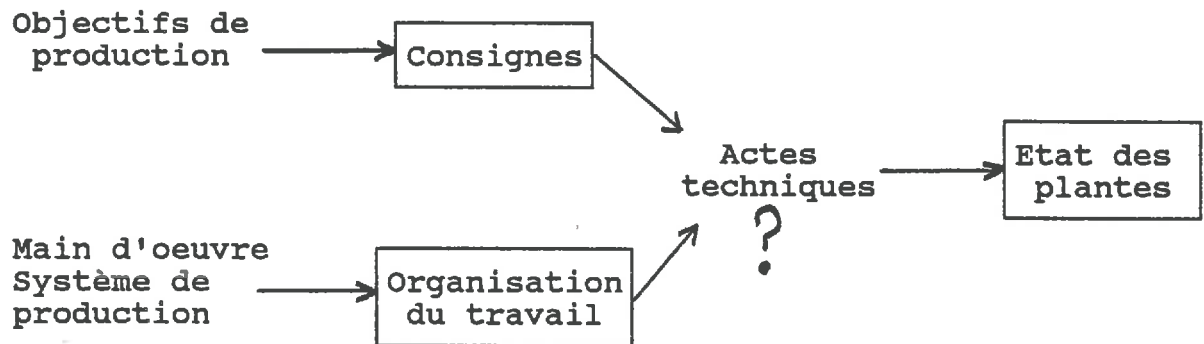 Objectifs de
production
Consignes
Actes
techniques
?
Etat des
plantes
Main d'oeuvre
Système de
production
Organisation
du travail